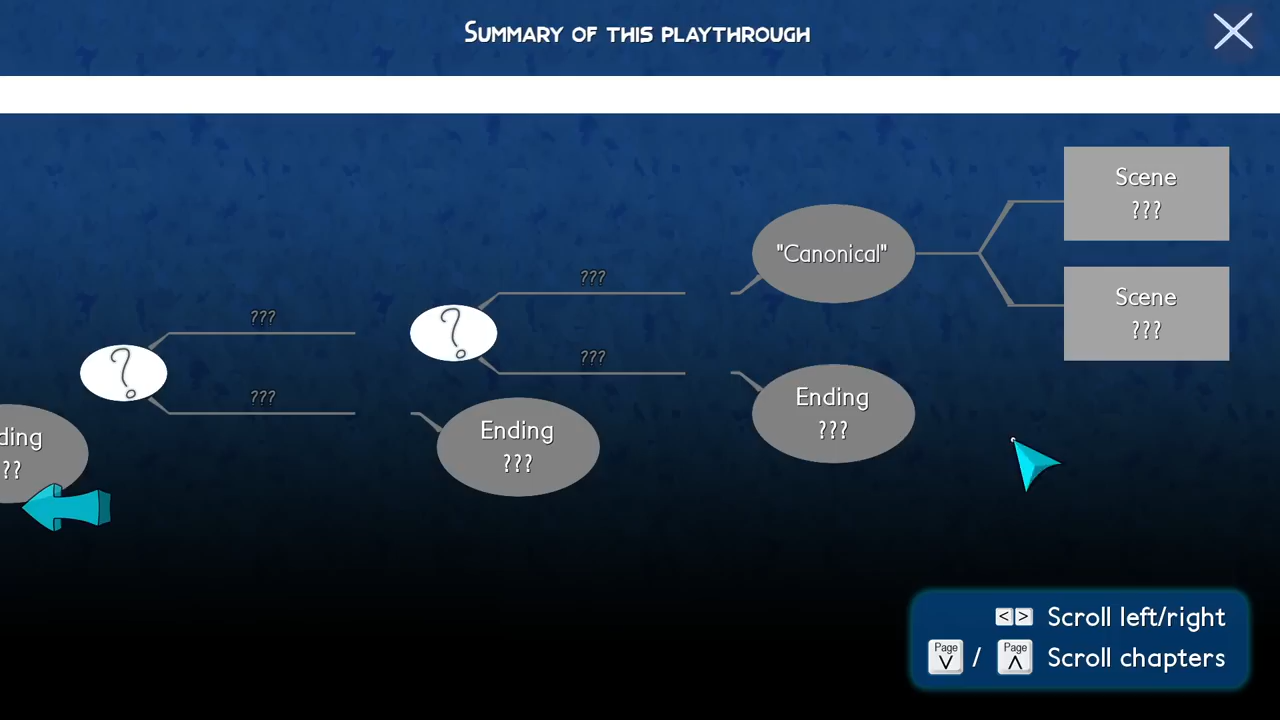 Summary of this playthrough
Scene
???
"Canonical"
???
Scene
???
???
?
???
?
Ending
???
???
Ending
???
ding
??
< > Scroll left/right
Page / Page Scroll chapters